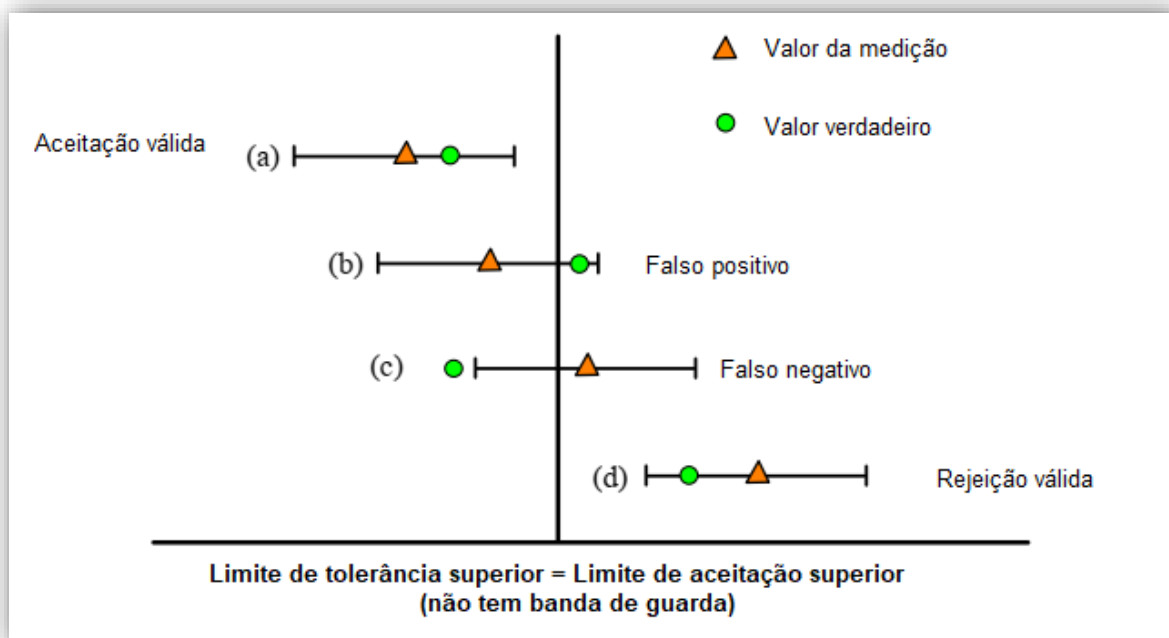 Valor da medição
Valor verdadeiro
Aceitação válida
(a)
(b)
Falso positivo
(c)
Falso negativo
(d)
Rejeição válida
Limite de tolerância superior = Limite de aceitação superior
(não tem banda de guarda)